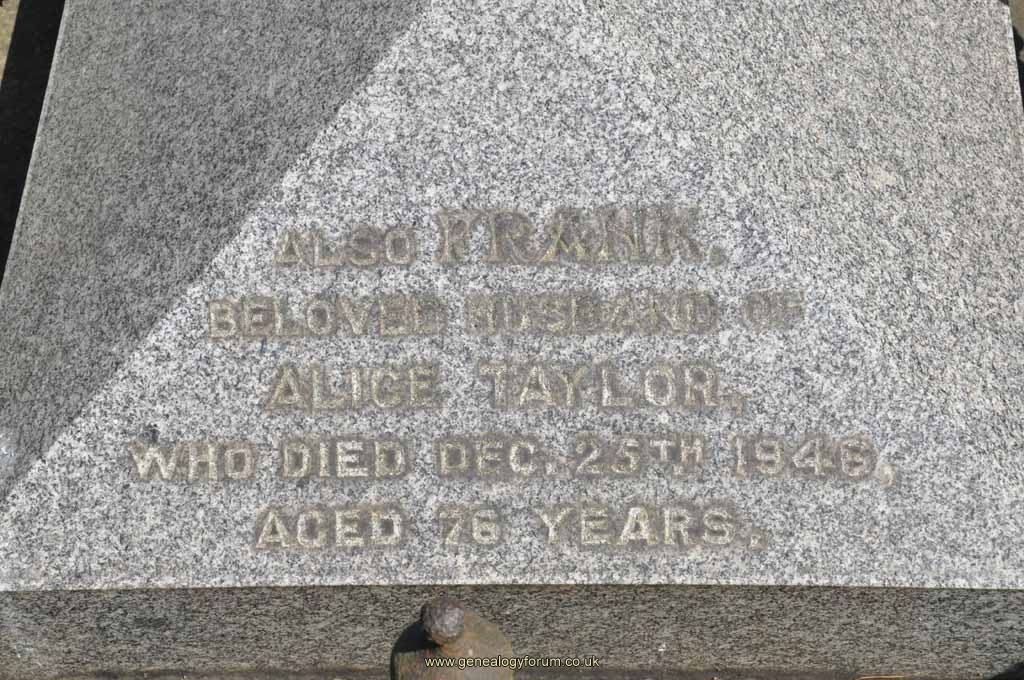 ALSO FRANK,
BELOVED HUSBAND OF
ALICE TAYLOR,
WHO DIED DEC. 25TH 1946,
AGED 76 YEARS.
www.genealogyforum.co.uk